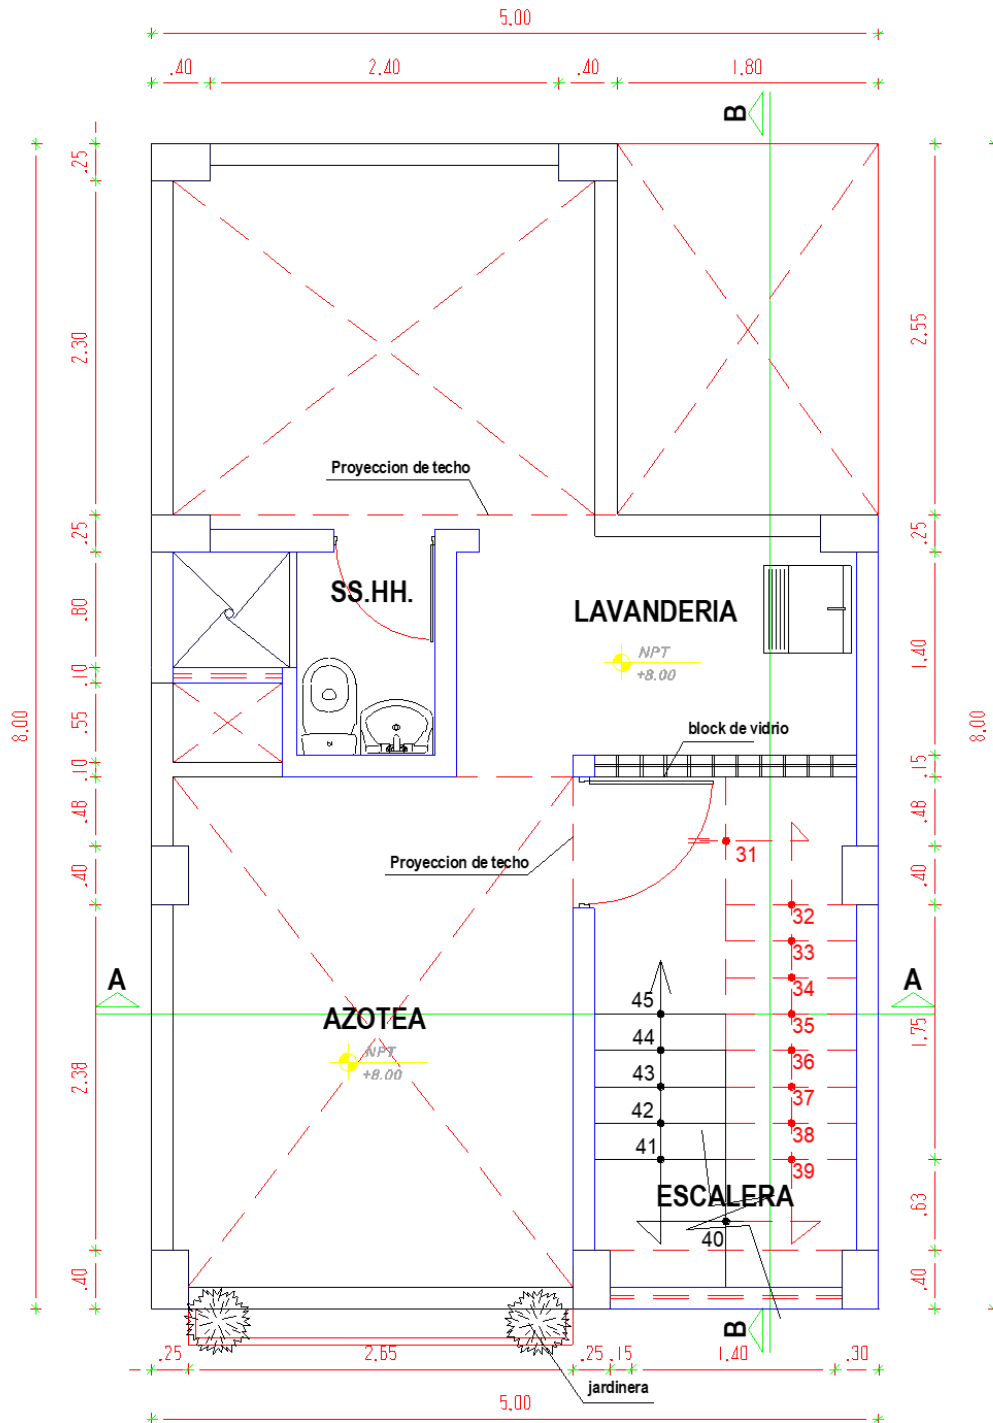 5.00
.40 2.40 .40 1.80
B
.25
2.30
2.55
Proyeccion de techo
.25
.25
SS.HH.
LAVANDERIA
.80
NPT
+8.00
1.40
.10
.55
8.00
8.00
block de vidrio
.10
.15
.48
.48
31
Proyeccion de techo
.40
.40
32
33
34
A
A
45
35
AZOTEA
1.75
44
36
NPT
+8.00
2.38
43
37
42
38
41
39
ESCALERA
.63
40
.40
.40
B
.25 2.65 .25 .15 1.40 .30
jardinera
5.00